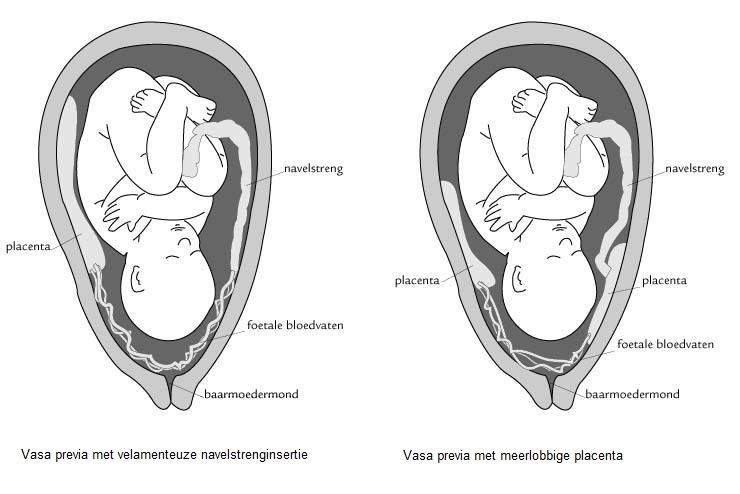 navelstreng
placenta
foetale bloedvaten
baarmoedermond
Vasa previa met velamenteuze navelstrenginsertie
navelstreng
placenta
placenta
foetale bloedvaten
baarmoedermond
Vasa previa met meerlobbige placenta